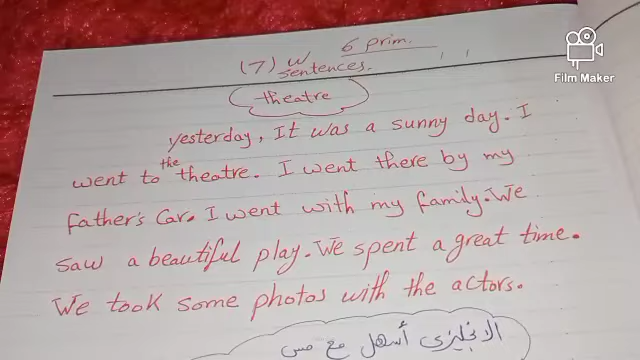 6 prim.
(7) w
sentences.
theatre
yesterday, It was a sunny day. I
went to the theatre. I went there by my
Father's Car. I went with my family. We
saw a beautiful play. We spent a great time.
We took some photos with the actors.
الانجليزى أسهل مع مس
Film Maker